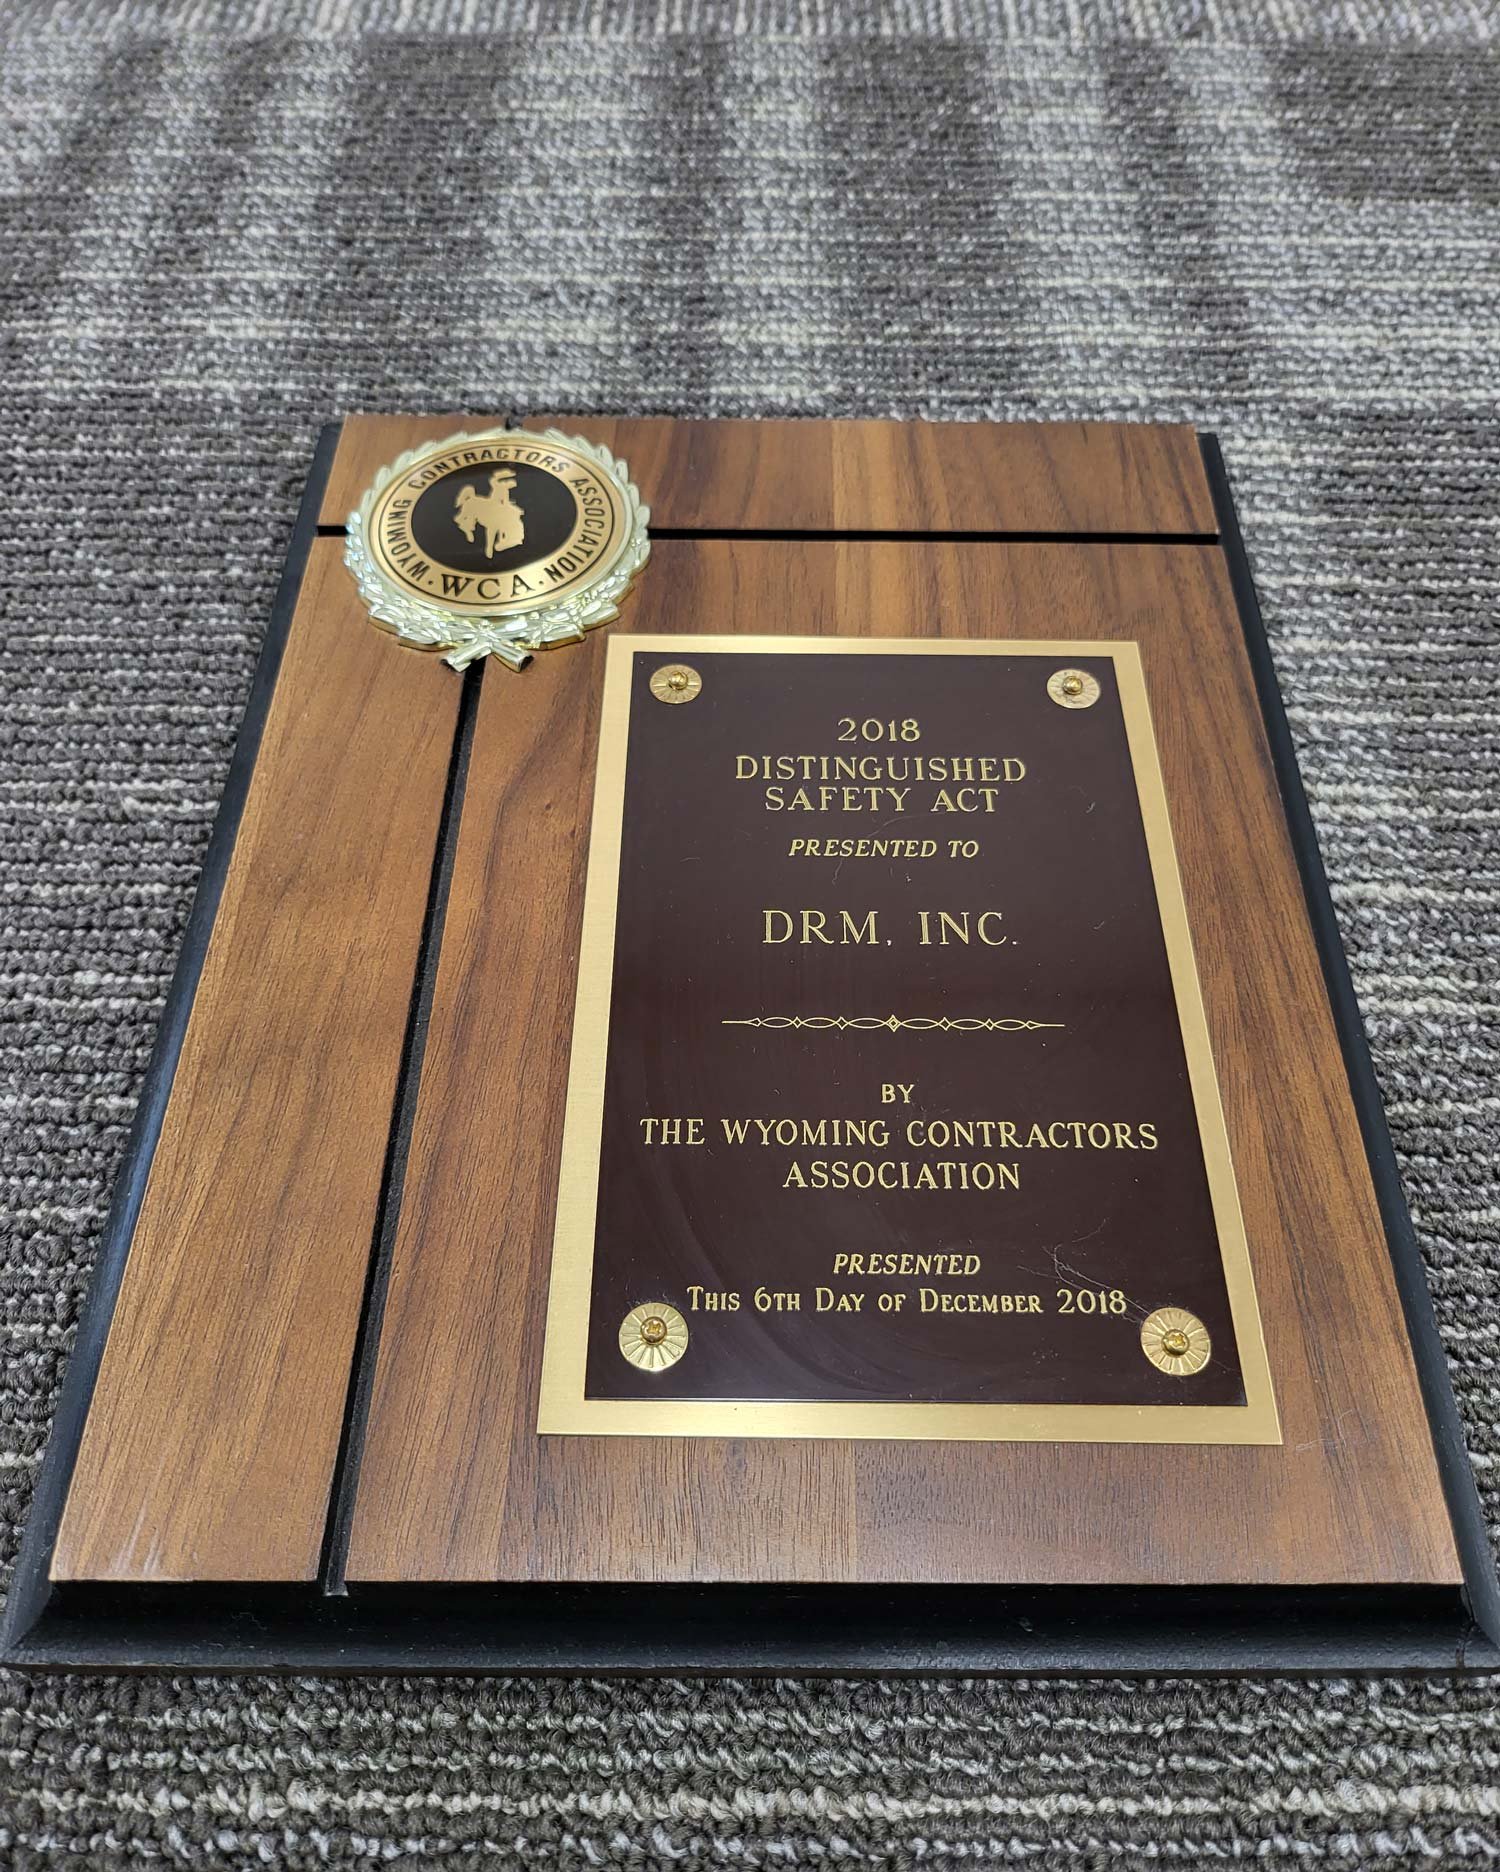 WYOMING CONTRACTORS ASSOCIATION
· WCA ·
2018
DISTINGUISHED
SAFETY ACT
PRESENTED TO
DRM, INC.
BY
THE WYOMING CONTRACTORS
ASSOCIATION
PRESENTED
THIS 6TH DAY OF DECEMBER 2018